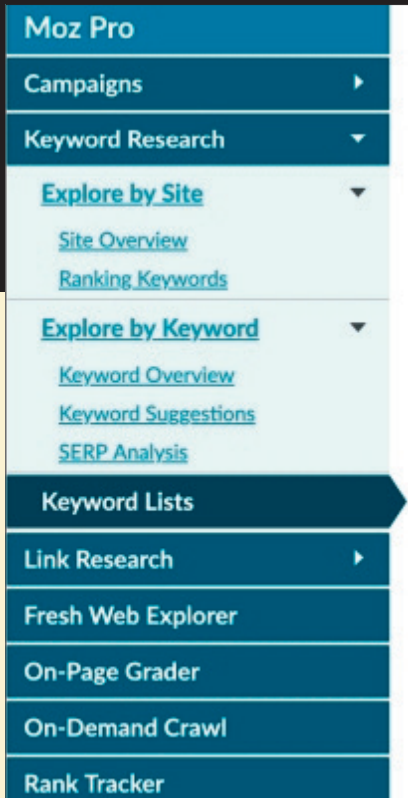 Moz Pro
Campaigns
Keyword Research
Explore by Site
Site Overview
Ranking Keywords
Explore by Keyword
Keyword Overview
Keyword Suggestions
SERP Analysis
Keyword Lists
Link Research
Fresh Web Explorer
On-Page Grader
On-Demand Crawl
Rank Tracker